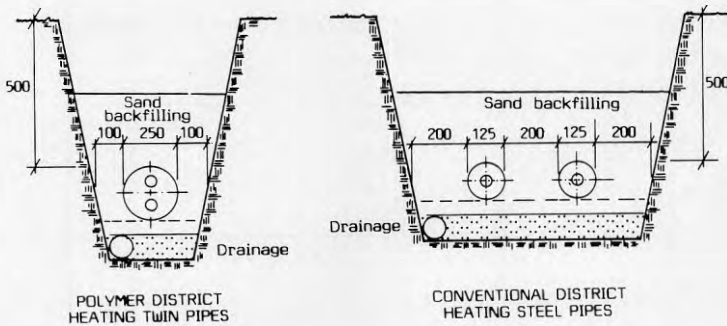 500
Sand
backfilling
100 250 100
Drainage
POLYMER DISTRICT
HEATING TWIN PIPES
500
Sand backfilling
200 125 200 125 200
Drainage
CONVENTIONAL DISTRICT
HEATING STEEL PIPES